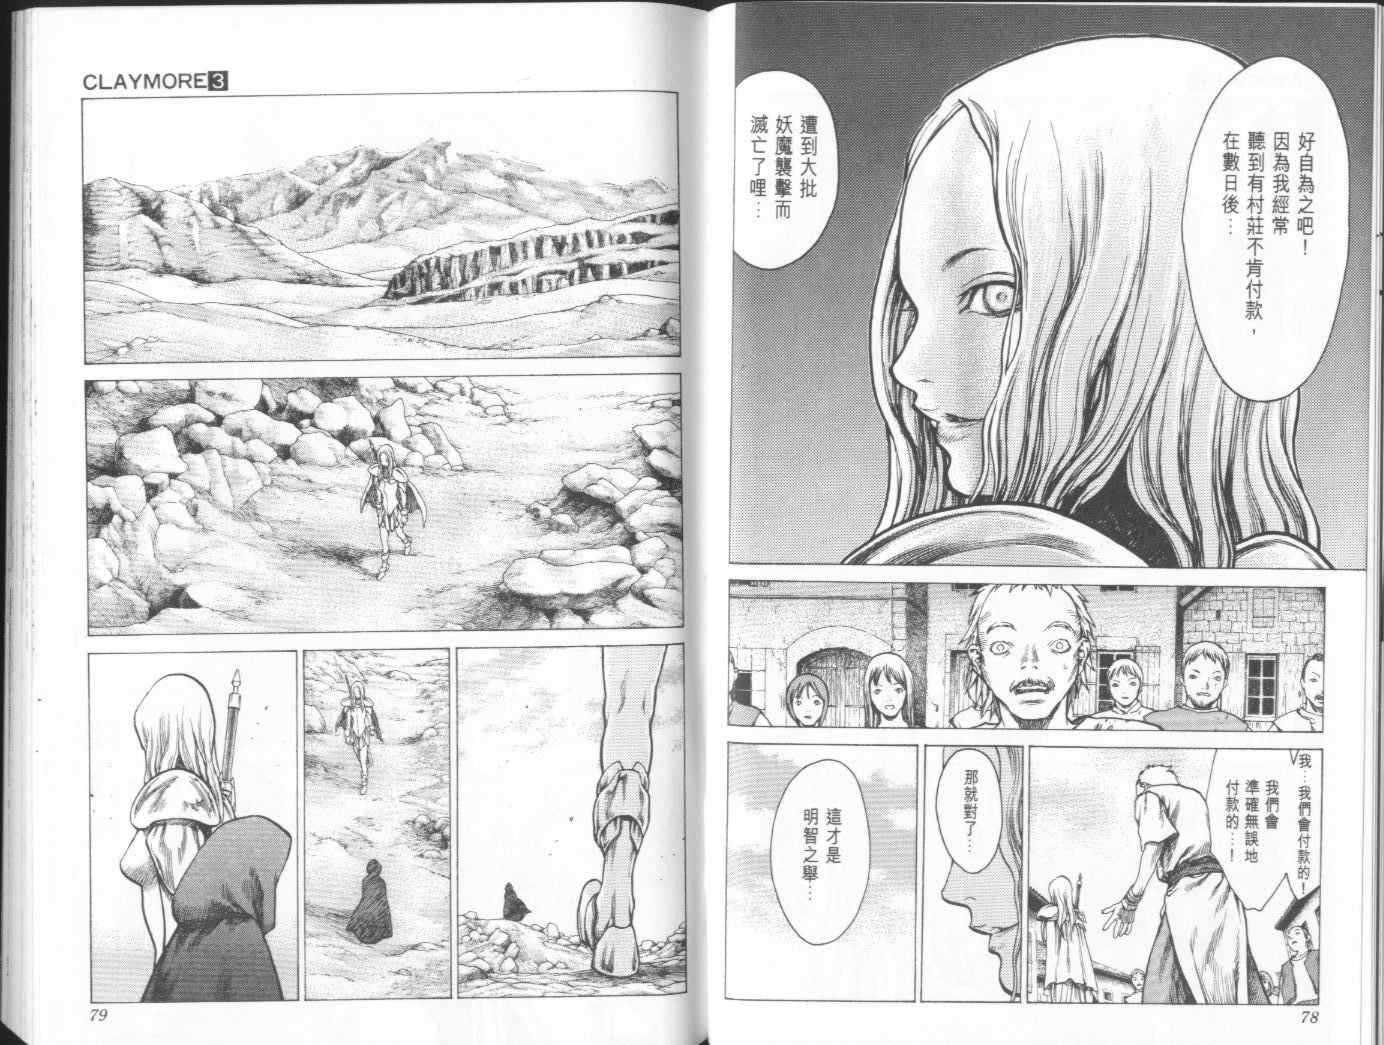 好自為之吧！
因為我經常
聽到有村莊不肯付款，
在數日後…
遭到大批
妖魔襲擊而
滅亡了哩…
我…我們會付款的！
我們會
準確無誤地
付款的…！
那就對了…
這才是
明智之舉…
78
CLAYMORE 3
79